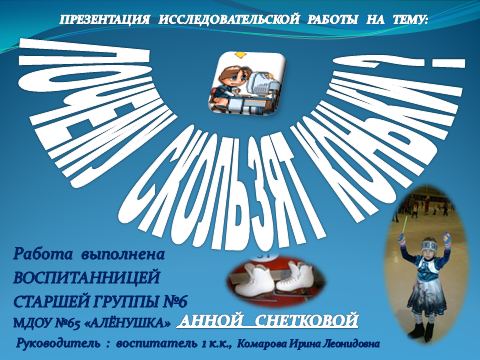 ПРЕЗЕНТАЦИЯ ИССЛЕДОВАТЕЛЬСКОЙ РАБОТЫ НА ТЕМУ:
ПОЧЕМУ СКОЛЬЗЯТ КОНЬКИ ? !
Работа выполнена
ВОСПИТАННИЦЕЙ
СТАРШЕЙ ГРУППЫ №6
МДОУ №65 «АЛЁНУШКА» АННОЙ СНЕТКОВОЙ
Руководитель : воспитатель 1 к.к., Комарова Ирина Леонидовна